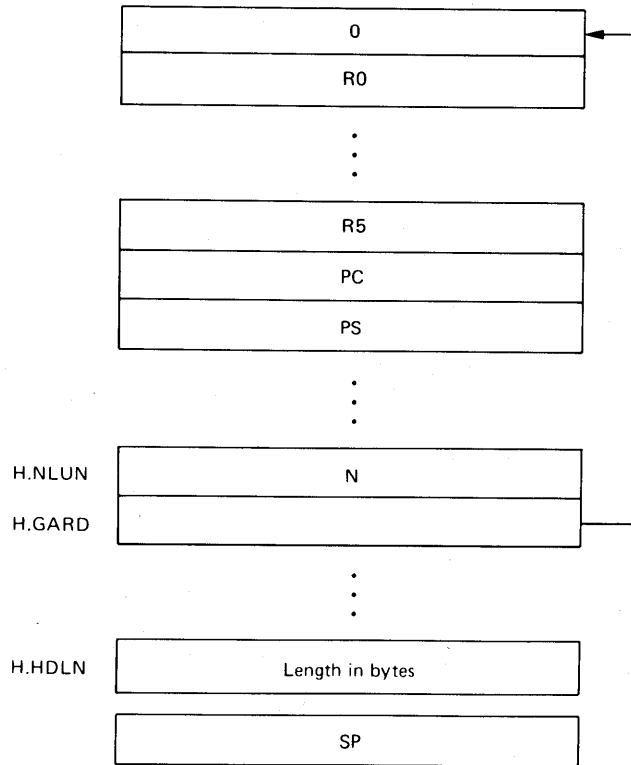 0
R0
R5
PC
PS
H.NLUN N
H.GARD
H.HDLN Length in bytes
SP